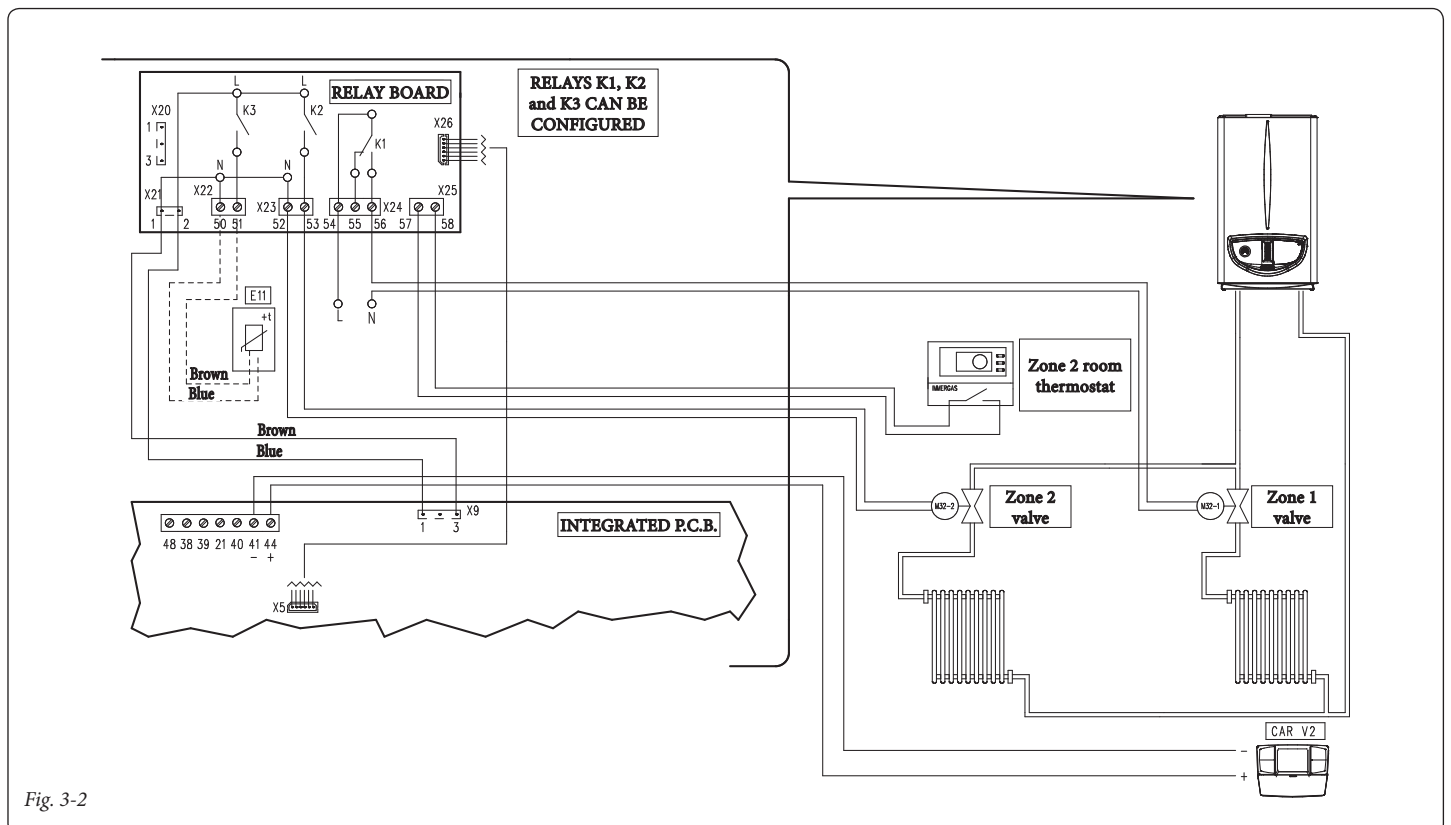 RELAY BOARD
RELAYS K1, K2
and K3 CAN BE
CONFIGURED
L
L
X20
K3
K2
X26
1
K1
3
N
N
X21
X22
X23
X24
X25
1
2
50
51
52
53
54
55
56
57
58
E11
+t
L
N
Brown
Blue
IMMERGAS
Zone 2 room
thermostat
Brown
Blue
M32-2
Zone 2
valve
M32-1
Zone 1
valve
X9
1
3
INTEGRATED P.C.B.
48 38 39 21 40 41 44
- +
X5
CAR V2
-
+
Fig. 3-2